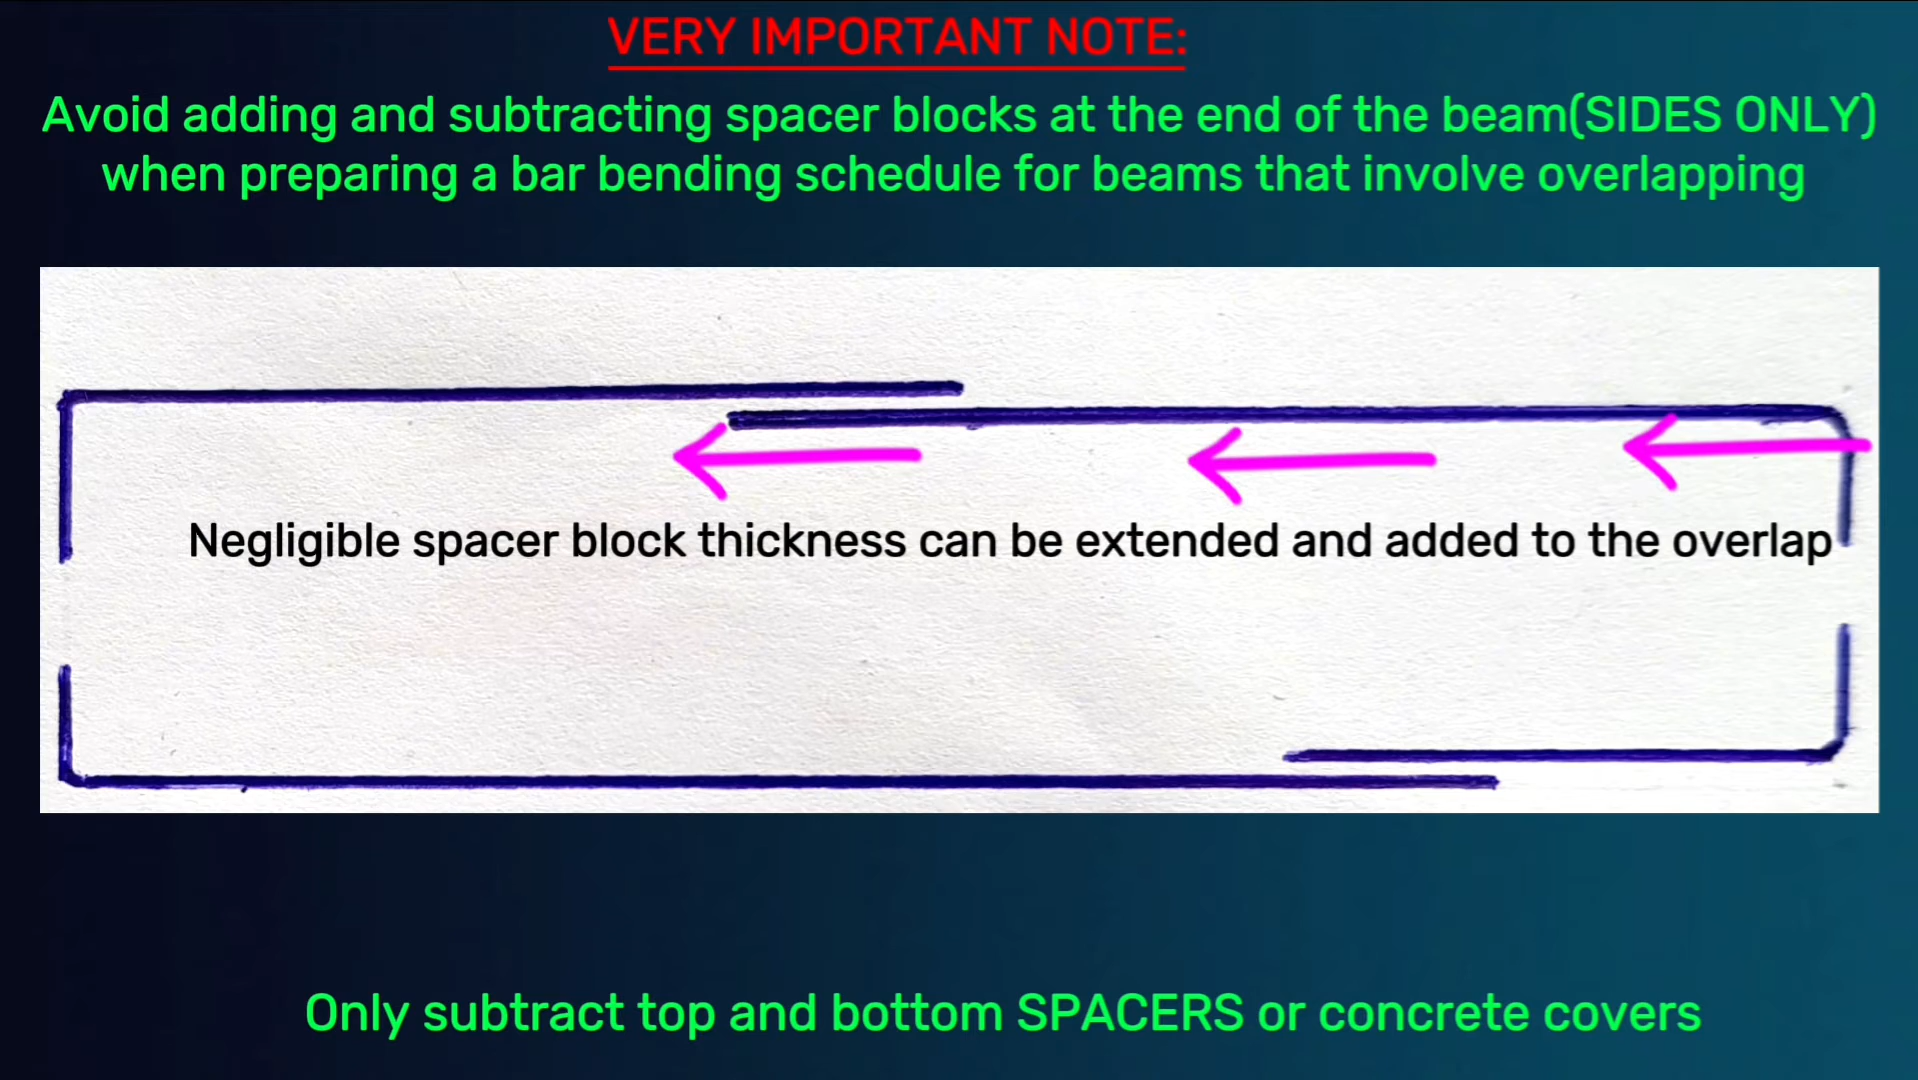 VERY IMPORTANT NOTE:
Avoid adding and subtracting spacer blocks at the end of the beam(SIDES ONLY)
when preparing a bar bending schedule for beams that involve overlapping
Negligible spacer block thickness can be extended and added to the overlap
Only subtract top and bottom SPACERS or concrete covers